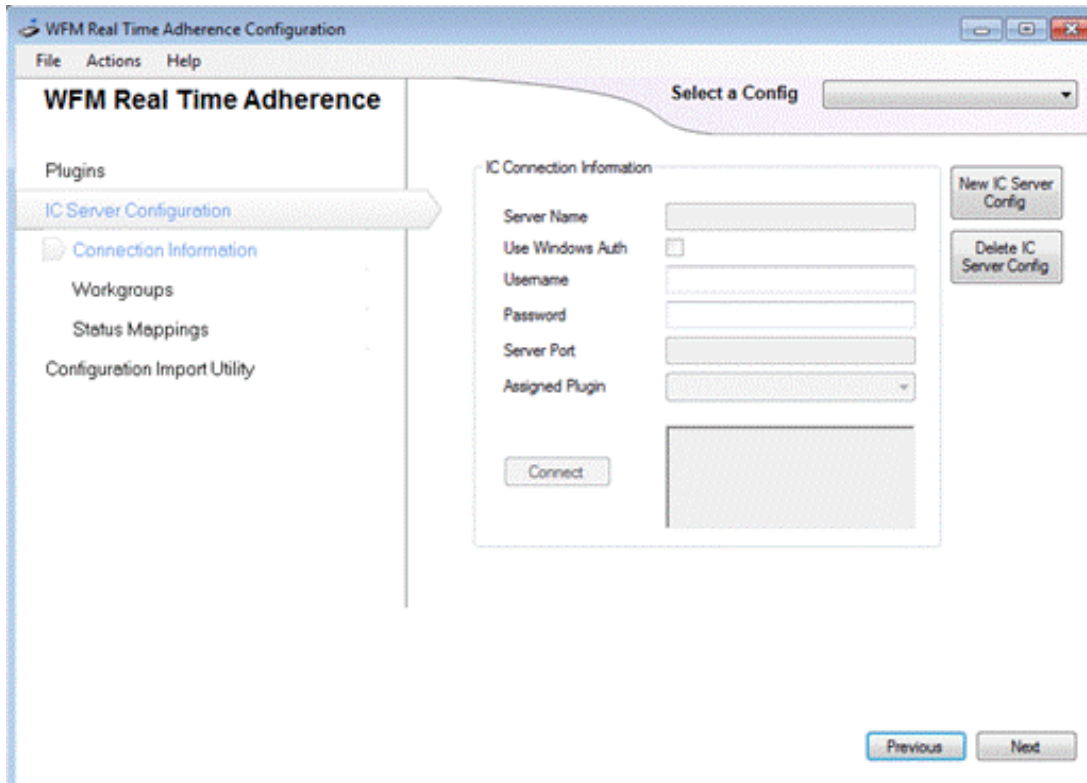 WFM Real Time Adherence Configuration
File Actions Help
WFM Real Time Adherence
Select a Config
Plugins
IC Server Configuration
Connection Information
Workgroups
Status Mappings
Configuration Import Utility
IC Connection Information
Server Name
Use Windows Auth
Username
Password
Server Port
Assigned Plugin
Connect
New IC Server
Config
Delete IC
Server Config
Previous
Next